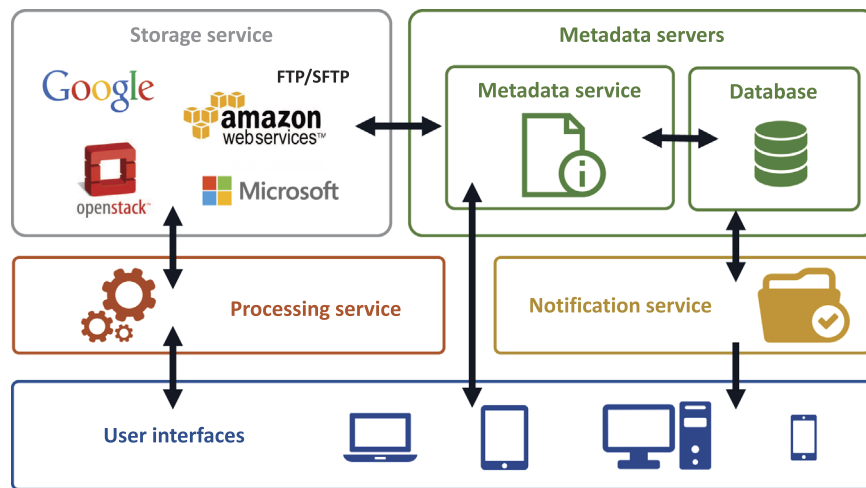 Storage service
Google
FTP/SFTP
amazon
webservices™
openstack™
Microsoft
Metadata servers
Metadata service
i
Database
Processing service
Notification service
User interfaces